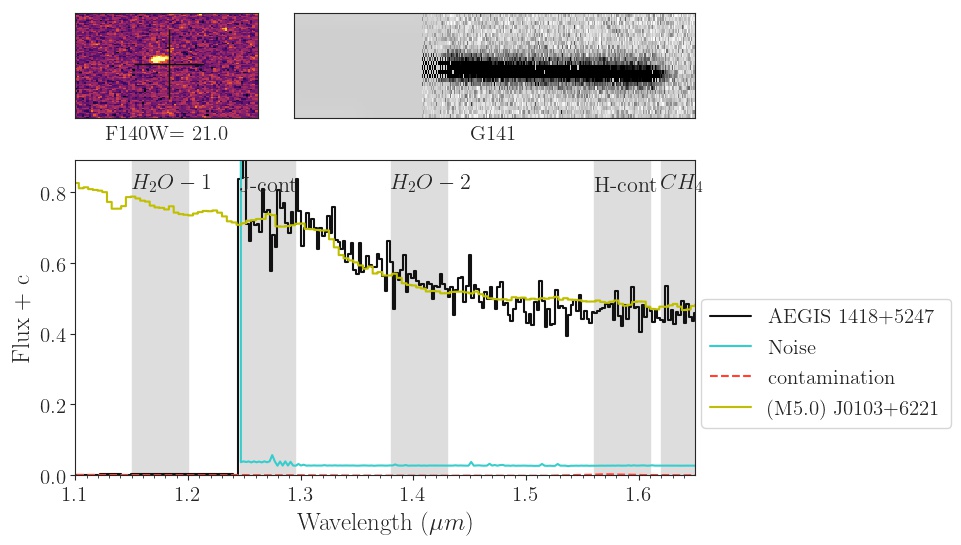 F140W= 21.0
G141
H₂O − 1
J-cont
H₂O − 2
H-cont
CH₄
0.8
0.6
0.4
0.2
0.0
Flux + c
1.1
1.2
1.3
1.4
1.5
1.6
Wavelength (μm)
AEGIS 1418+5247
Noise
contamination
(M5.0) J0103+6221